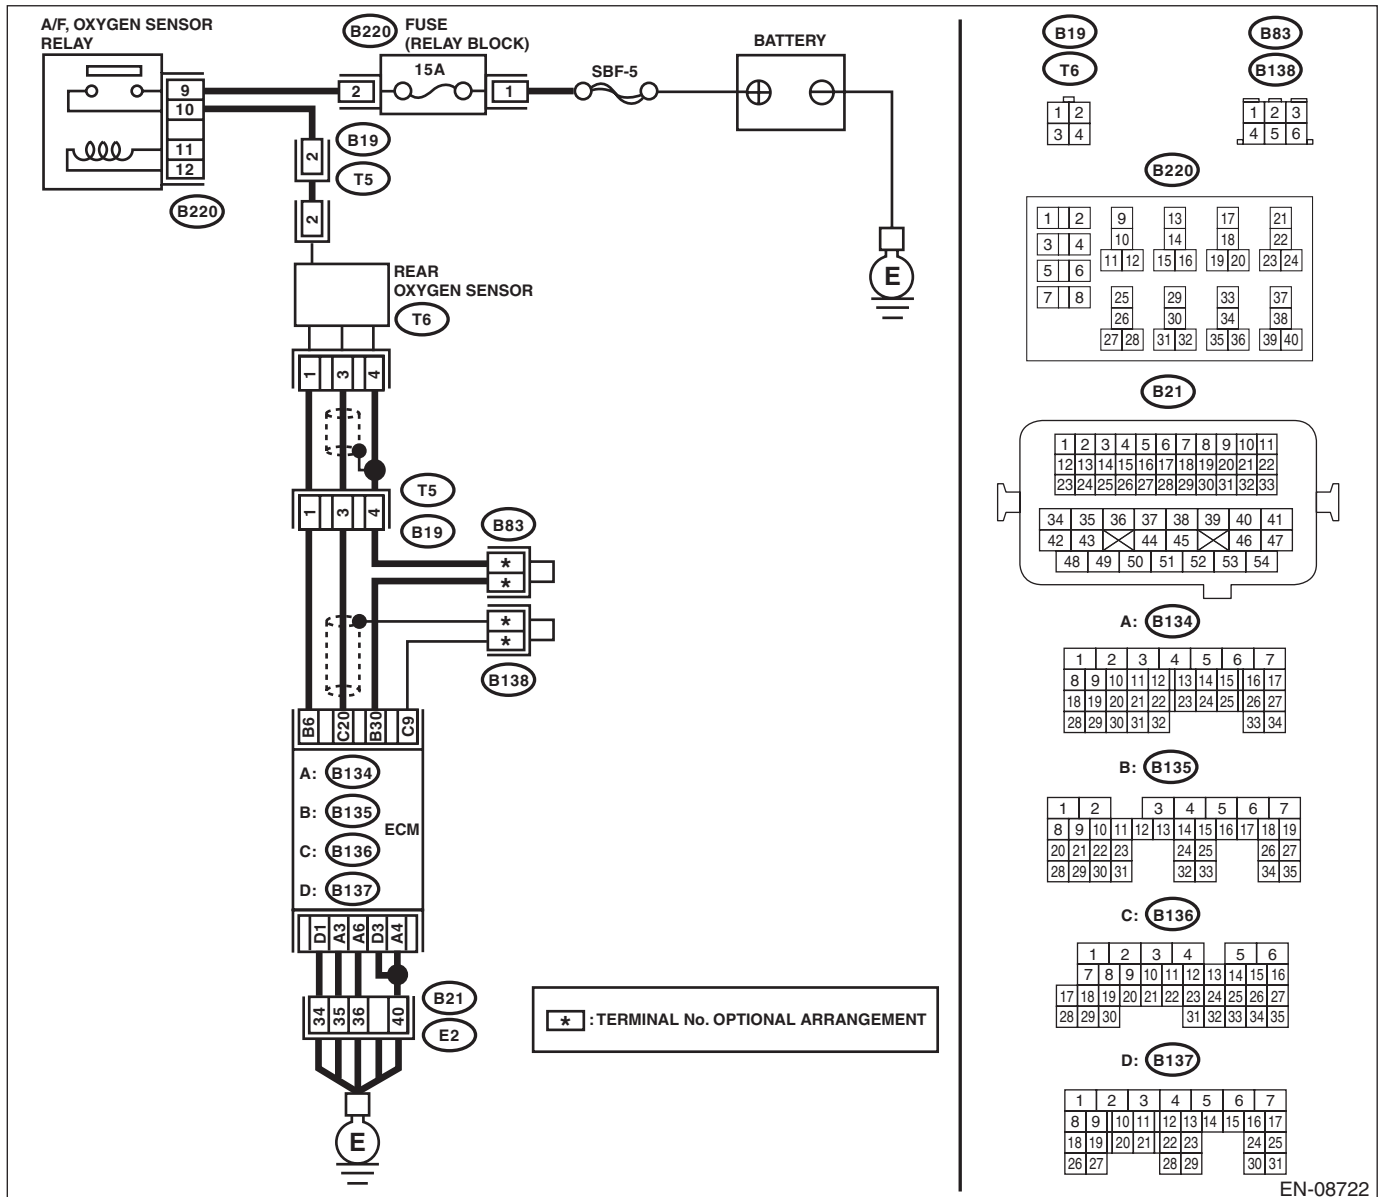 A/F, OXYGEN SENSOR
RELAY
B220
FUSE
(RELAY BLOCK)
15A
SBF-5
BATTERY
9
10
11
12
2
1
B220
2
B19
T5
2
REAR
OXYGEN SENSOR
T6
E
1 3 4
T5
1 3 4
B19
B83
*
*
*
*
B138
B6 C20 B30 C9
A: B134
B: B135
ECM
C: B136
D: B137
D1 A3 A6 D3 A4
34 35 36 40
B21
E2
E
* : TERMINAL No. OPTIONAL ARRANGEMENT
B19
T6
1 2
3 4
B83
B138
1 2 3
4 5 6
B220
1 2 9 13 17 21
3 4 10 14 18 22
5 6 11 12 15 16 19 20 23 24
7 8 25 29 33 37
26 30 34 38
27 28 31 32 35 36 39 40
B21
1 2 3 4 5 6 7 8 9 10 11
12 13 14 15 16 17 18 19 20 21 22
23 24 25 26 27 28 29 30 31 32 33
34 35 36 37 38 39 40 41
42 43 44 45 46 47
48 49 50 51 52 53 54
A: B134
1 2 3 4 5 6 7
8 9 10 11 12 13 14 15 16 17
18 19 20 21 22 23 24 25 26 27
28 29 30 31 32 33 34
B: B135
1 2 3 4 5 6 7
8 9 10 11 12 13 14 15 16 17 18 19
20 21 22 23 24 25 26 27
28 29 30 31 32 33 34 35
C: B136
1 2 3 4 5 6
7 8 9 10 11 12 13 14 15 16
17 18 19 20 21 22 23 24 25 26 27
28 29 30 31 32 33 34 35
D: B137
1 2 3 4 5 6 7
8 9 10 11 12 13 14 15 16 17
18 19 20 21 22 23 24 25
26 27 28 29 30 31
EN-08722